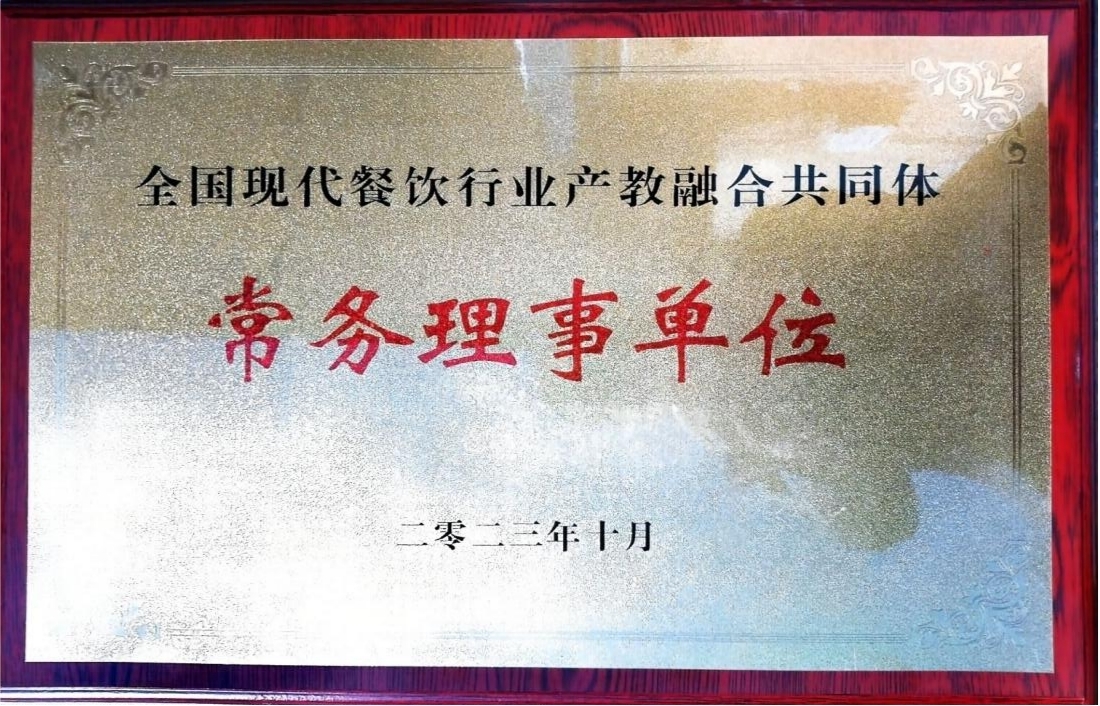 全国现代餐饮行业产教融合共同体
常务理事单位
二零二三年十月